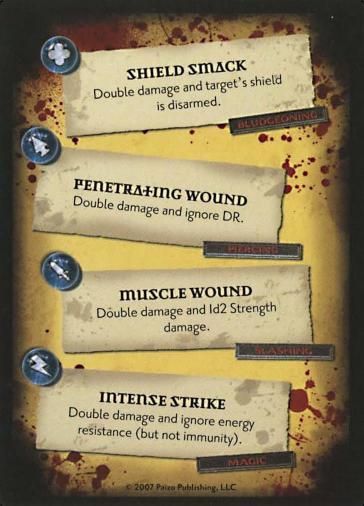 SHIELD SMACK
Double damage and target's shield
is disarmed.
BLUDGEONING
PENETRATING WOUND
Double damage and ignore DR.
PIERCING
MUSCLE WOUND
Double damage and 1d2 Strength
damage.
SLASHING
INTENSE STRIKE
Double damage and ignore energy
resistance (but not immunity).
MAGIC
© 2007 Paizo Publishing, LLC